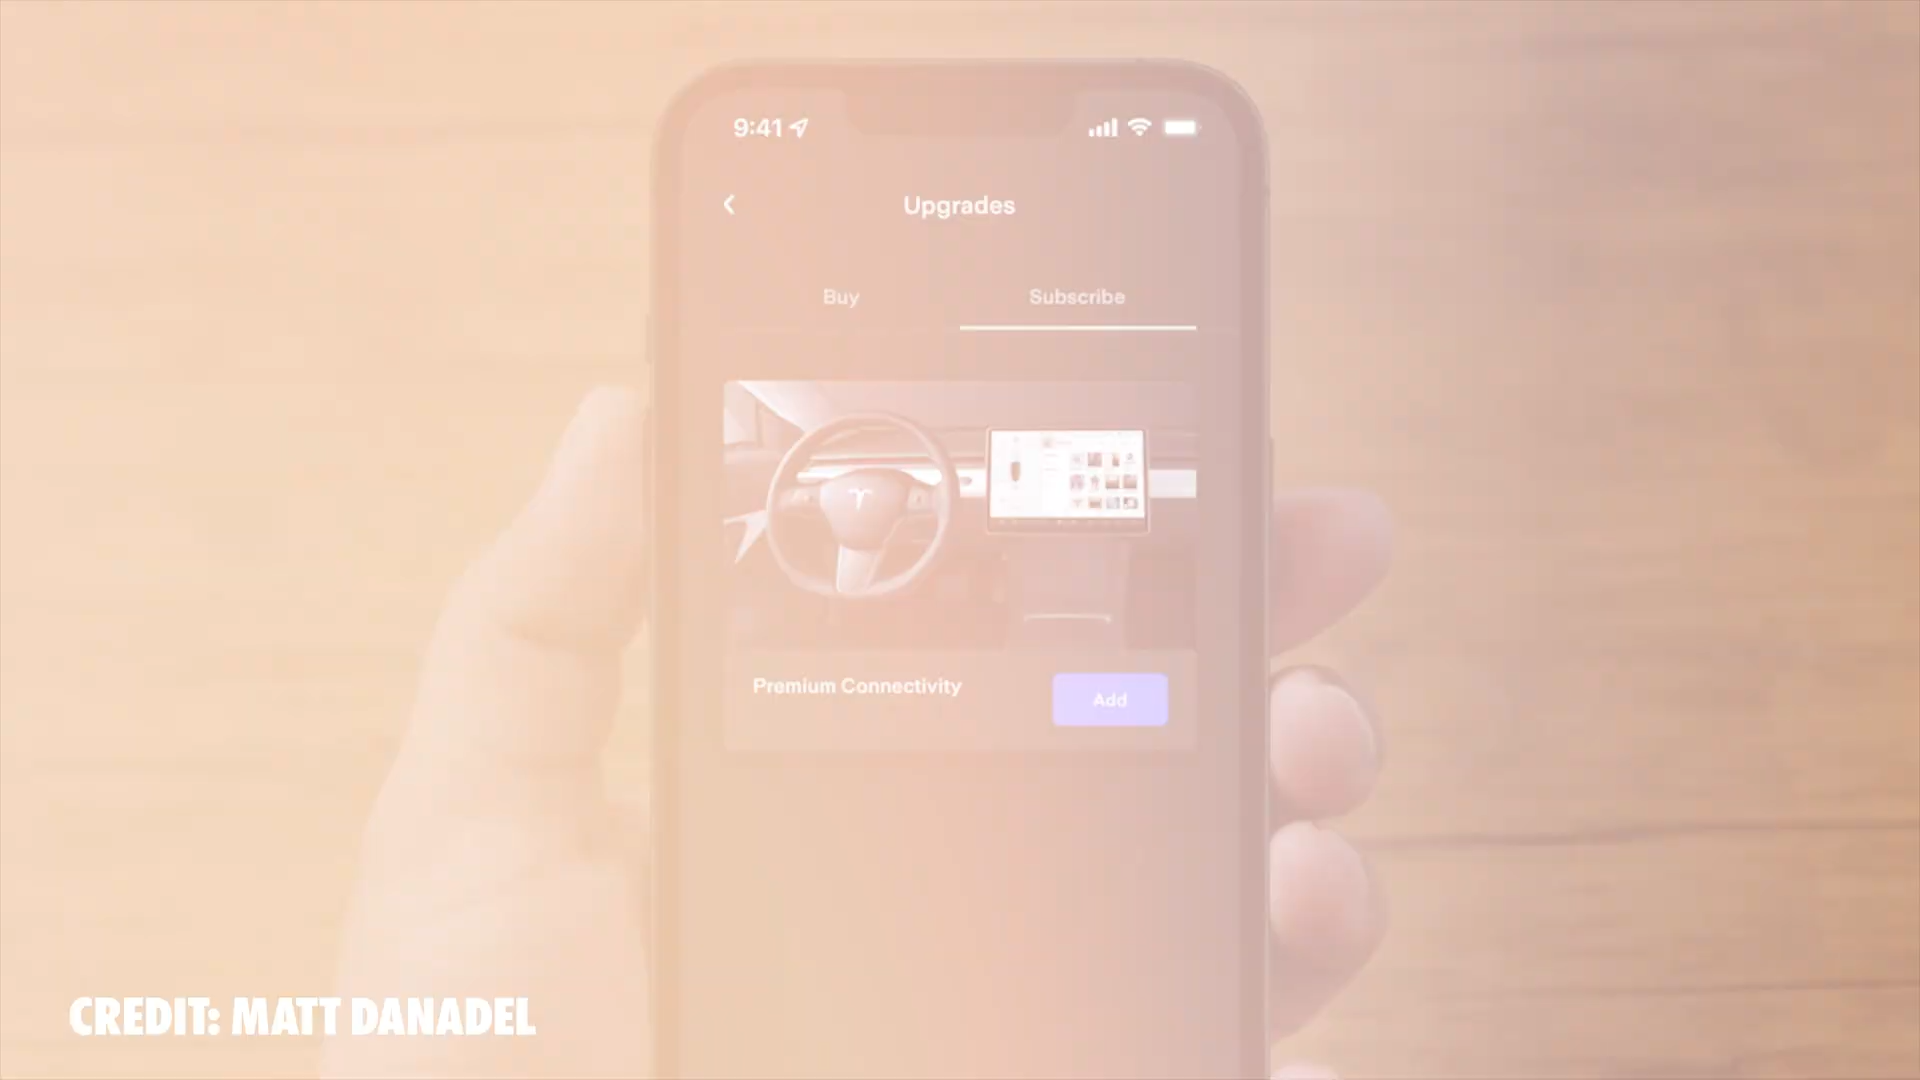 9:41
Upgrades
Buy Subscribe
Premium Connectivity Add
CREDIT: MATT DANADEL